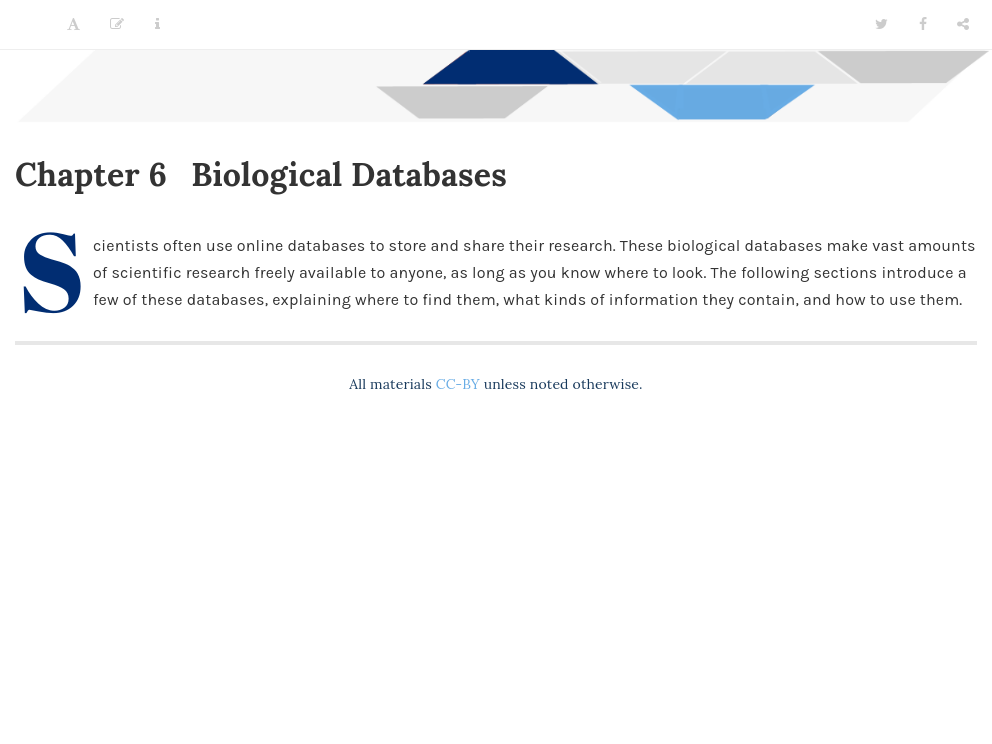 Chapter 6 Biological Databases
Scientists often use online databases to store and share their research. These biological databases make vast amounts
of scientific research freely available to anyone, as long as you know where to look. The following sections introduce a
few of these databases, explaining where to find them, what kinds of information they contain, and how to use them.
All materials CC-BY unless noted otherwise.